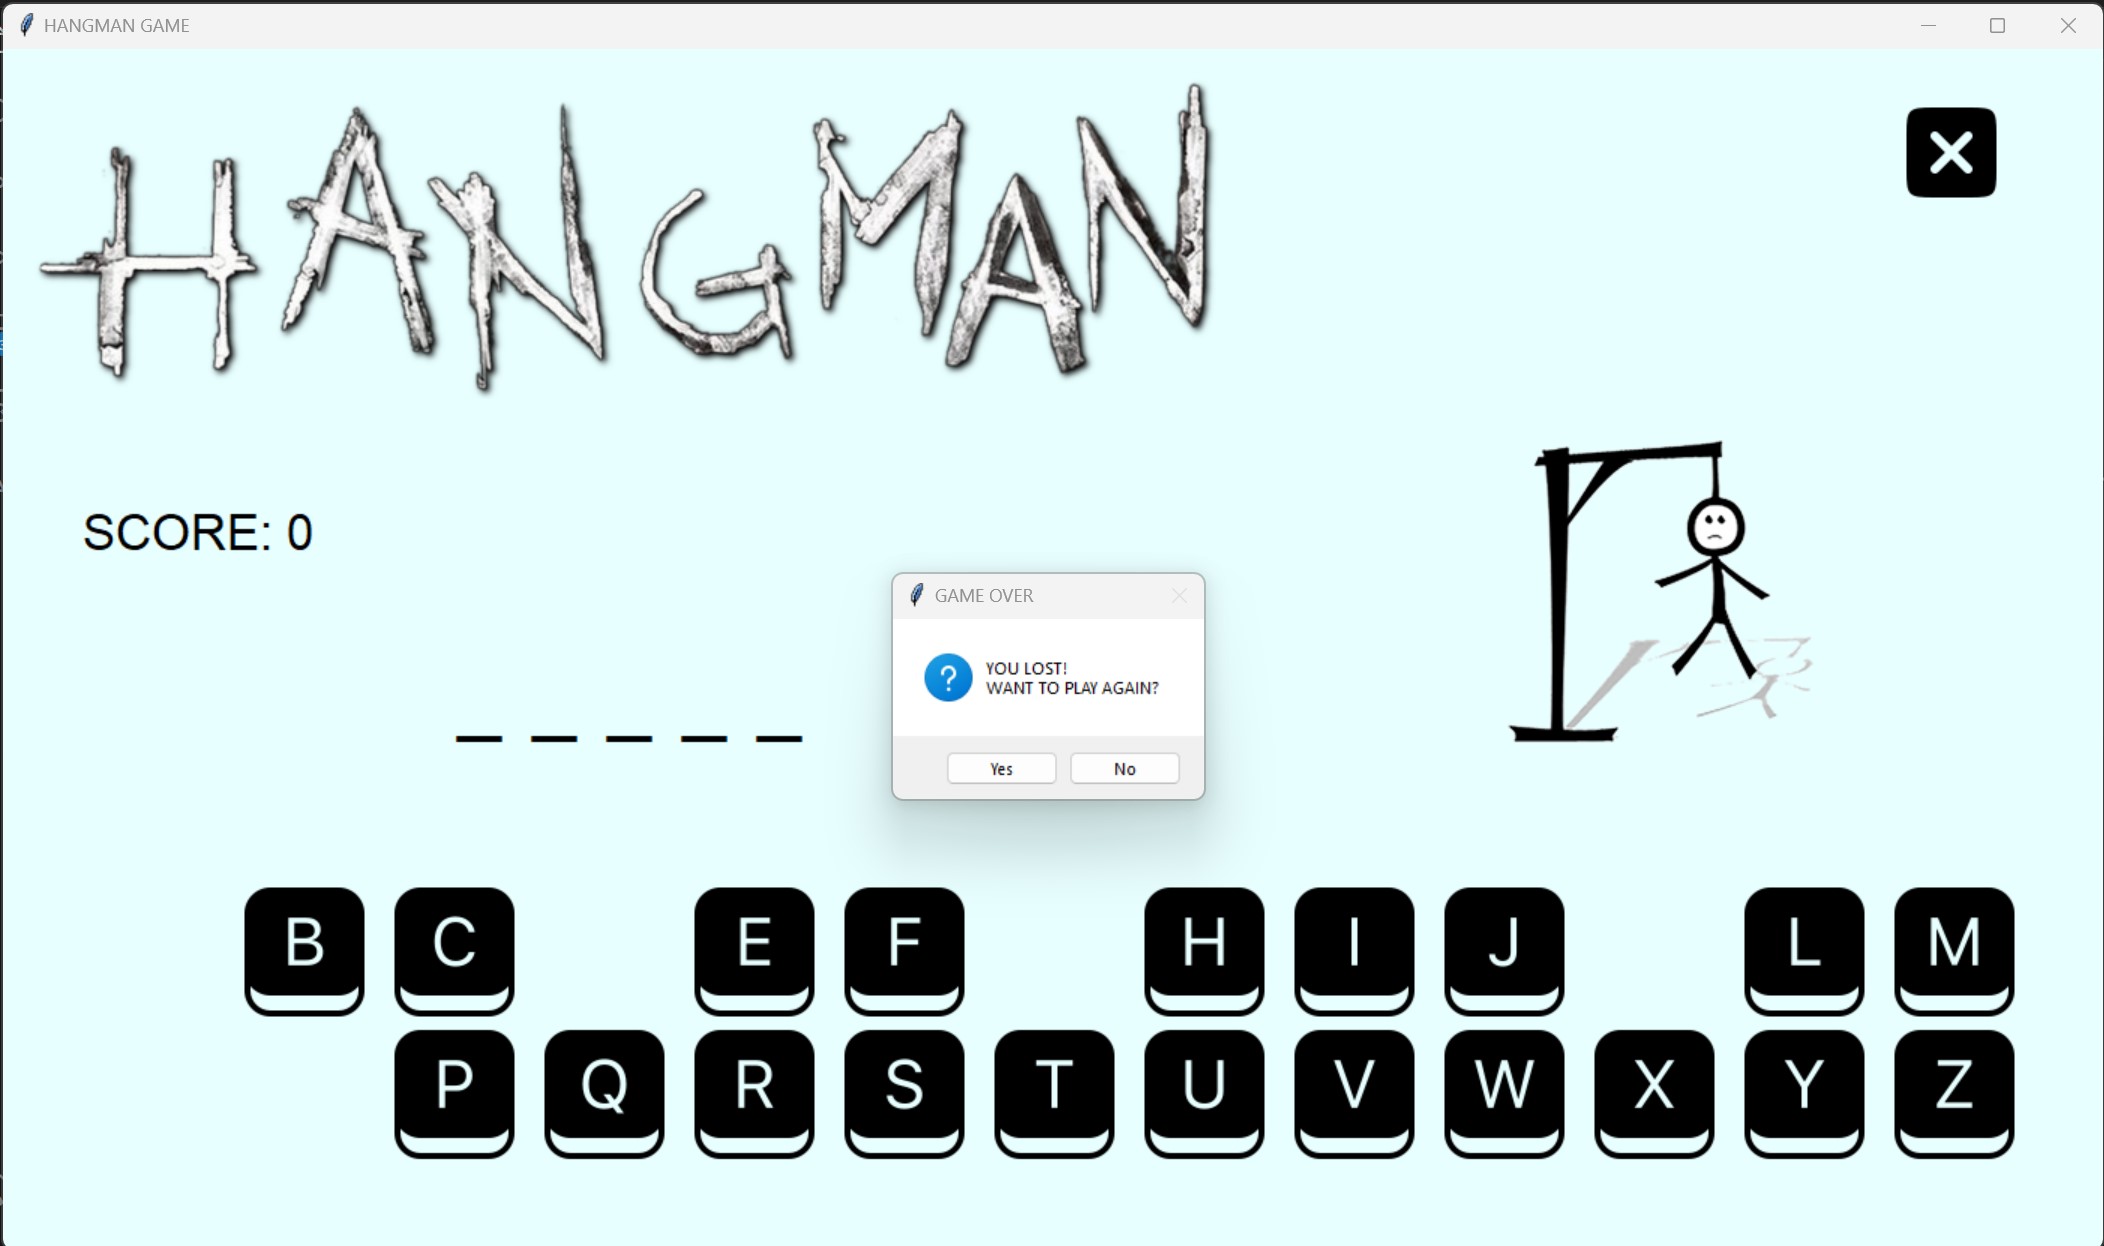 HANGMAN GAME
HANGMAN
SCORE: 0
GAME OVER
YOU LOST!
WANT TO PLAY AGAIN?
Yes No
_ _ _ _ _
B C E F H I J L M
P Q R S T U V W X Y Z